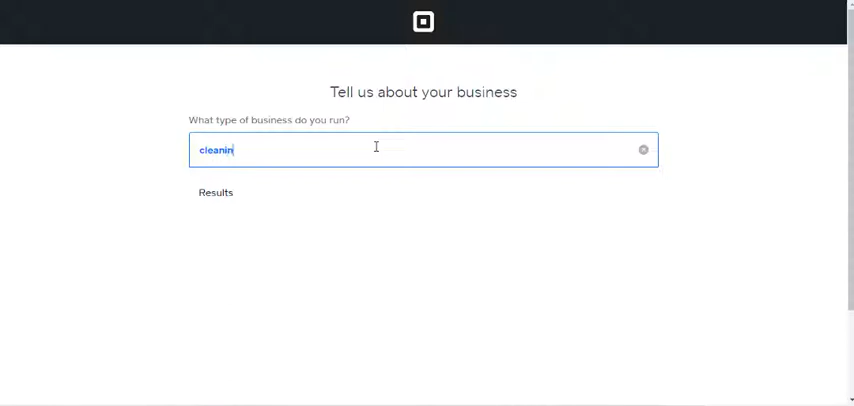 Tell us about your business
What type of business do you run?
cleanin
Results